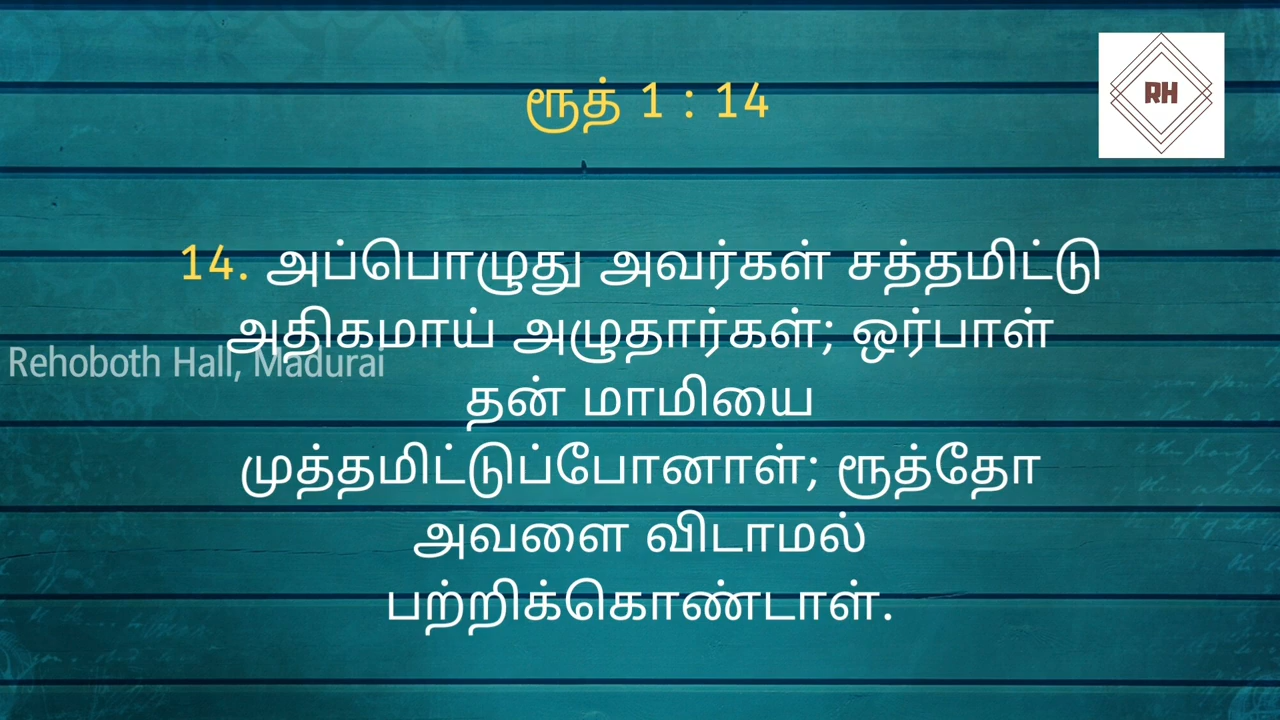 ரூத் 1 : 14
RH
14. அப்பொழுது அவர்கள் சத்தமிட்டு
அதிகமாய் அழுதார்கள்; ஒர்பாள்
Rehoboth Hall, Madurai
தன் மாமியை
முத்தமிட்டுப்போனாள்; ரூத்தோ
அவளை விடாமல்
பற்றிக்கொண்டாள்.